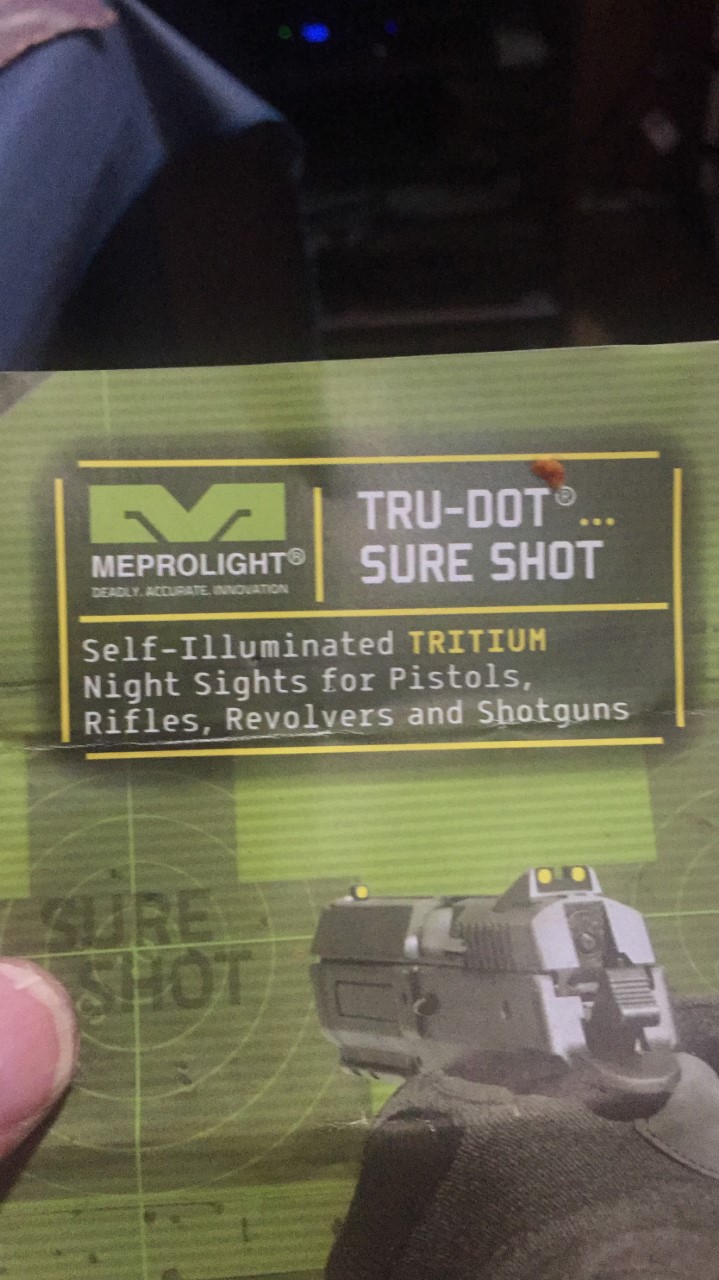 MEPROLIGHT®
DEADLY. ACCURATE. INNOVATION
TRU-DOT®...
SURE SHOT
Self-Illuminated TRITIUM
Night Sights for Pistols,
Rifles, Revolvers and Shotguns
SURE
SHOT